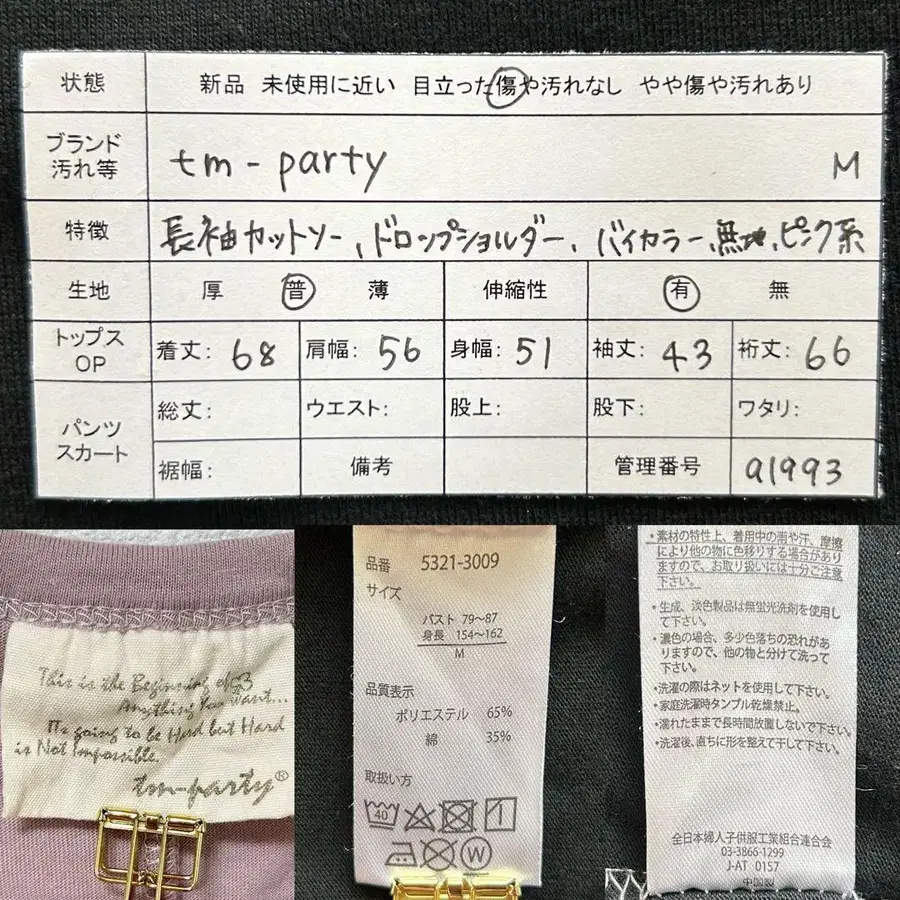 状態 新品 未使用に近い 目立った傷や汚れなし やや傷や汚れあり
ブランド
汚れ等 tm-party M
特徴 長袖カットソー、ドロップショルダー、バイカラー、無地、ピンク系
生地 厚 普 薄 伸縮性 有 無
トップス
OP 着丈: 68 肩幅: 56 身幅: 51 袖丈: 43 裄丈: 66
パンツ
スカート 総丈: ウエスト: 股上: 股下: ワタリ:
裾幅: 備考 管理番号 a1993
This is the Beginning of
Anything You Want...
It's going to be Hard but Hard
is Not Impossible.
tm-party®
品番 5321-3009
サイズ
バスト 79~87
身長 154~162
M
品質表示
ポリエステル 65%
綿 35%
取扱い方
40
W
•素材の特性上、着用中の雨や汗、摩擦
により他の物に色移りする場合があり
ますので、お取り扱いには十分ご注意
下さい。
•生成、淡色製品は無蛍光洗剤を使用し
て下さい。
•濃色の場合、多少色落ちの恐れがあ
りますので、他の物と分けて洗って
下さい。
•洗濯の際はネットを使用して下さい。
•家庭洗濯時タンブル乾燥禁止。
•濡れたままで長時間放置しないで下さい。
•洗濯後、直ちに形を整えて干して下さい。
全日本婦人子供服工業組合連合会
03-3866-1299
J-AT 0157
中国製